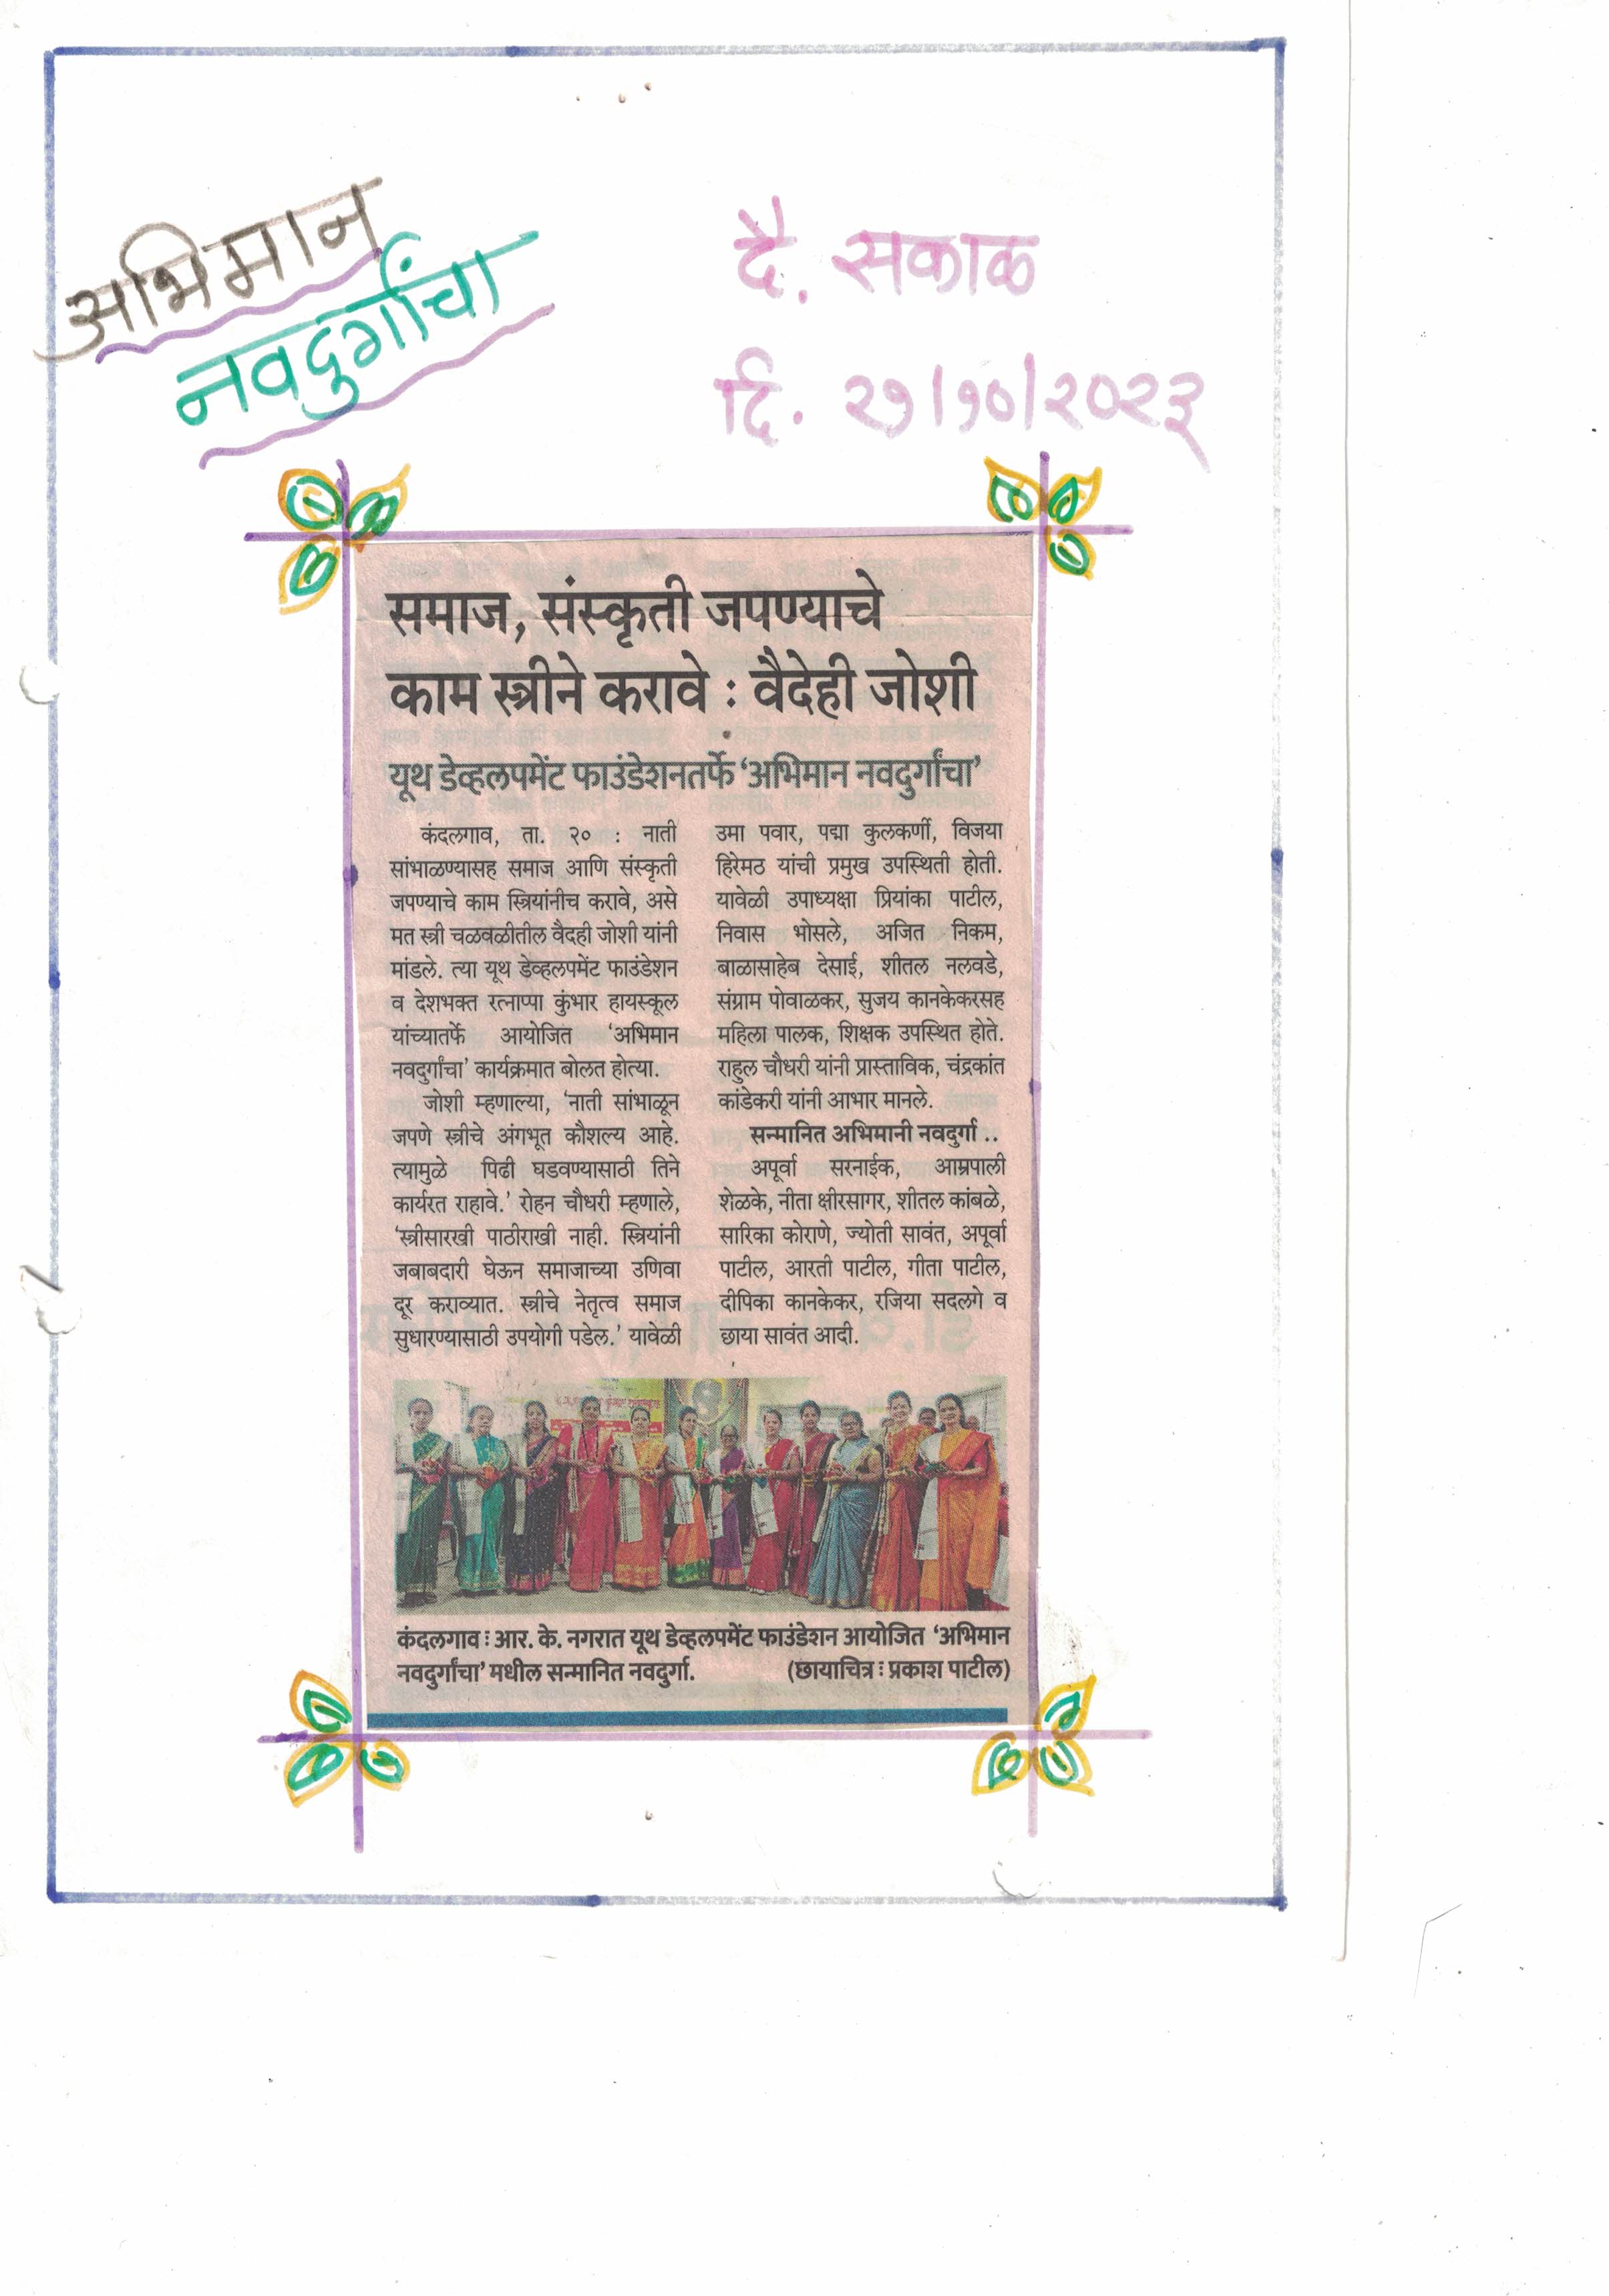 अभिमान
नवदुर्गांचा
दै. सकाळ
दि. २१/१०/२०२३
समाज, संस्कृती जपण्याचे
काम स्त्रीने करावे : वैदेही जोशी
यूथ डेव्हलपमेंट फाउंडेशनतर्फे ‘अभिमान नवदुर्गांचा’
कंदलगाव, ता. २० : नाती
सांभाळण्यासह समाज आणि संस्कृती
जपण्याचे काम स्त्रियांनीच करावे, असे
मत स्त्री चळवळीतील वैदही जोशी यांनी
मांडले. त्या यूथ डेव्हलपमेंट फाउंडेशन
व देशभक्त रत्नाप्पा कुंभार हायस्कूल
यांच्यातर्फे आयोजित ‘अभिमान
नवदुर्गांचा’ कार्यक्रमात बोलत होत्या.
जोशी म्हणाल्या, ‘नाती सांभाळून
जपणे स्त्रीचे अंगभूत कौशल्य आहे.
त्यामुळे पिढी घडवण्यासाठी तिने
कार्यरत राहावे.’ रोहन चौधरी म्हणाले,
‘स्त्रीसारखी पाठीराखी नाही. स्त्रियांनी
जबाबदारी घेऊन समाजाच्या उणिवा
दूर कराव्यात. स्त्रीचे नेतृत्व समाज
सुधारण्यासाठी उपयोगी पडेल.’ यावेळी
उमा पवार, पद्मा कुलकर्णी, विजया
हिरेमठ यांची प्रमुख उपस्थिती होती.
यावेळी उपाध्यक्षा प्रियांका पाटील,
निवास भोसले, अजित निकम,
बाळासाहेब देसाई, शीतल नलवडे,
संग्राम पोवाळकर, सुजय कानकेकरसह
महिला पालक, शिक्षक उपस्थित होते.
राहुल चौधरी यांनी प्रास्ताविक, चंद्रकांत
कांडेकरी यांनी आभार मानले.
सन्मानित अभिमानी नवदुर्गा ..
अपूर्वा सरनाईक, आम्रपाली
शेळके, नीता क्षीरसागर, शीतल कांबळे,
सारिका कोराणे, ज्योती सावंत, अपूर्वा
पाटील, आरती पाटील, गीता पाटील,
दीपिका कानकेकर, रजिया सदलगे व
छाया सावंत आदी.
कंदलगाव : आर. के. नगरात यूथ डेव्हलपमेंट फाउंडेशन आयोजित ‘अभिमान
नवदुर्गांचा’ मधील सन्मानित नवदुर्गा. (छायाचित्र : प्रकाश पाटील)